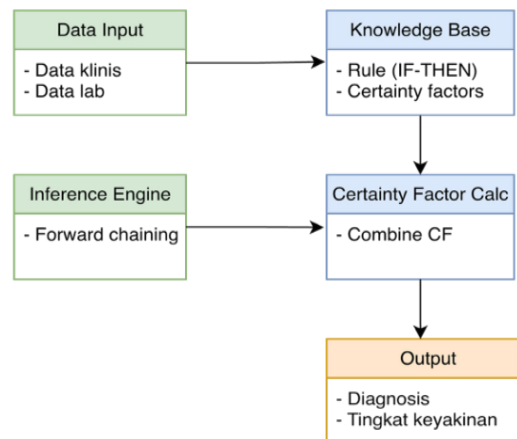 Data Input
- Data klinis
- Data lab
Knowledge Base
- Rule (IF-THEN)
- Certainty factors
Inference Engine
- Forward chaining
Certainty Factor Calc
- Combine CF
Output
- Diagnosis
- Tingkat keyakinan